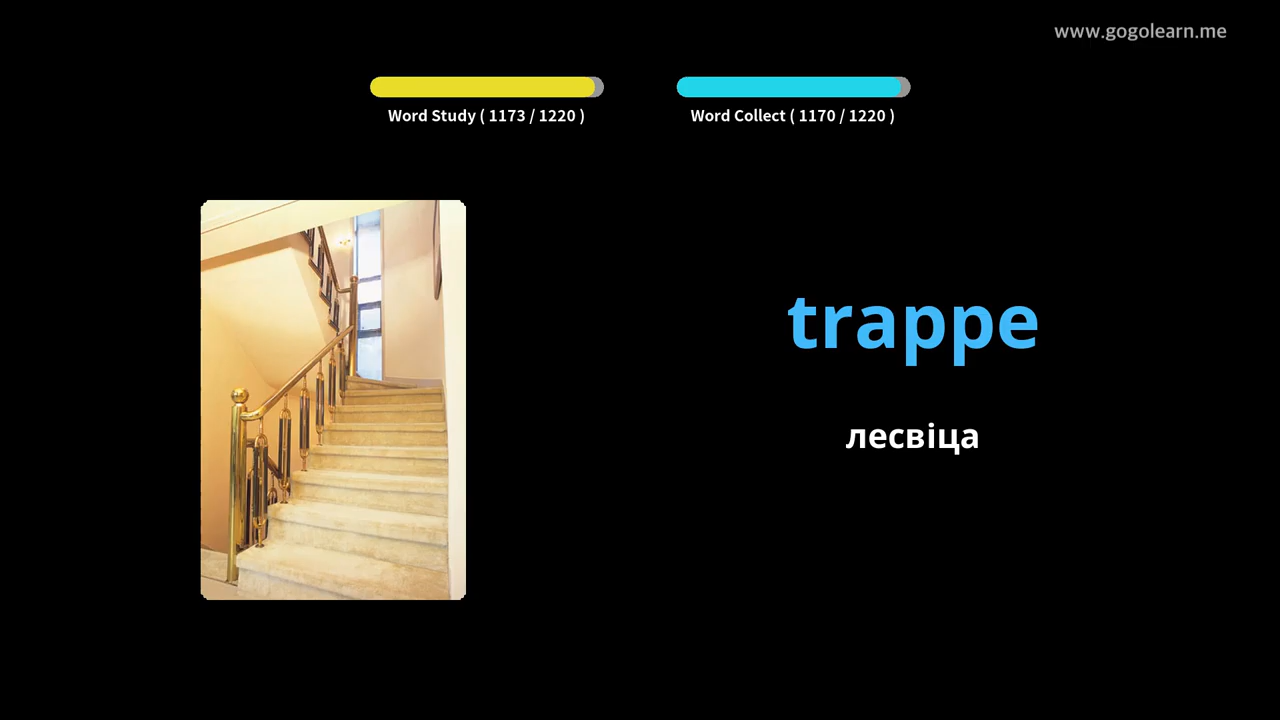 www.gogolearn.me
Word Study ( 1173 / 1220 )
Word Collect ( 1170 / 1220 )
trappe
лесвіца